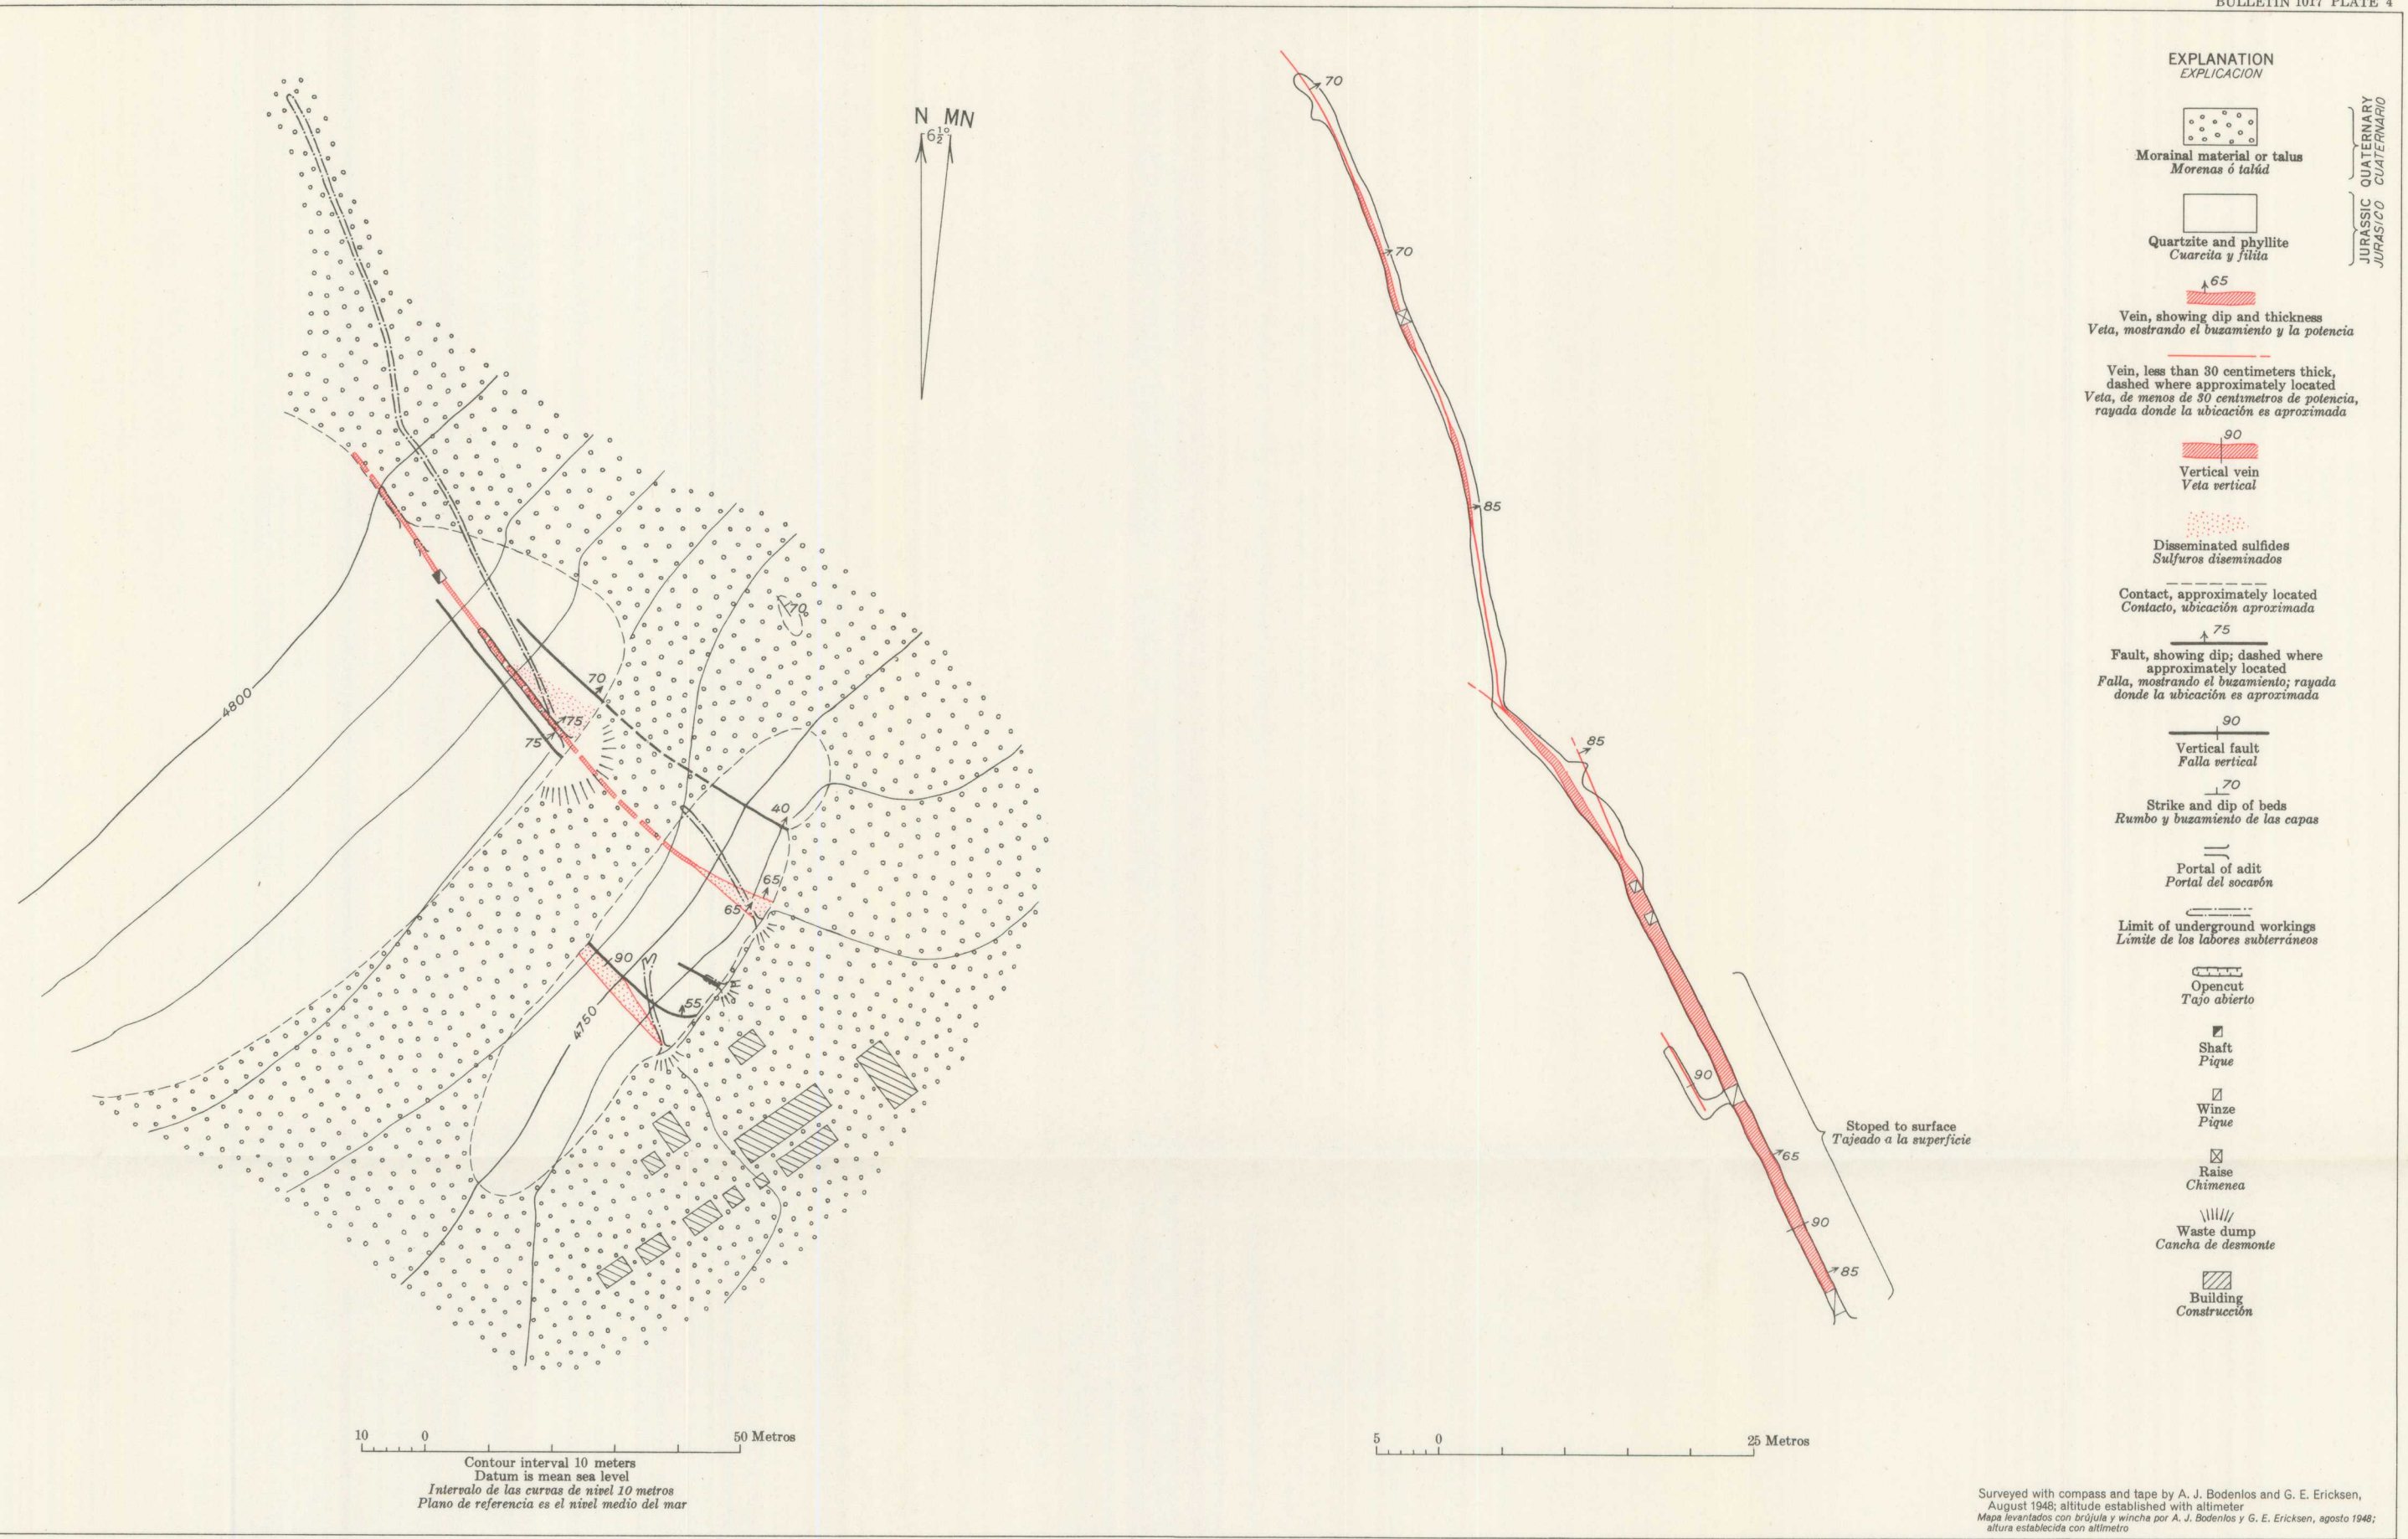 BULLETIN 1017 PLATE 4
N MN
6½°
4800
70
70
75
75
40
65
65
90
55
4750
10 0 50 Metros
Contour interval 10 meters
Datum is mean sea level
Intervalo de las curvas de nivel 10 metros
Plano de referencia es el nivel medio del mar
70
70
85
85
90
65
90
85
Stoped to surface
Tajeado a la superficie
5 0 25 Metros
EXPLANATION
EXPLICACION
Morainal material or talus
Morenas ó talúd
QUATERNARY
CUATERNARIO
Quartzite and phyllite
Cuarcita y filita
JURASSIC
JURASICO
65
Vein, showing dip and thickness
Veta, mostrando el buzamiento y la potencia
Vein, less than 30 centimeters thick,
dashed where approximately located
Veta, de menos de 30 centimetros de potencia,
rayada donde la ubicación es aproximada
90
Vertical vein
Veta vertical
Disseminated sulfides
Sulfuros diseminados
Contact, approximately located
Contacto, ubicación aproximada
75
Fault, showing dip; dashed where
approximately located
Falla, mostrando el buzamiento; rayada
donde la ubicación es aproximada
90
Vertical fault
Falla vertical
70
Strike and dip of beds
Rumbo y buzamiento de las capas
Portal of adit
Portal del socavón
Limit of underground workings
Límite de los labores subterráneos
Opencut
Tajo abierto
Shaft
Pique
Winze
Pique
Raise
Chimenea
Waste dump
Cancha de desmonte
Building
Construcción
Surveyed with compass and tape by A. J. Bodenlos and G. E. Ericksen,
August 1948; altitude established with altimeter
Mapa levantados con brújula y wincha por A. J. Bodenlos y G. E. Ericksen, agosto 1948;
altura establecida con altímetro